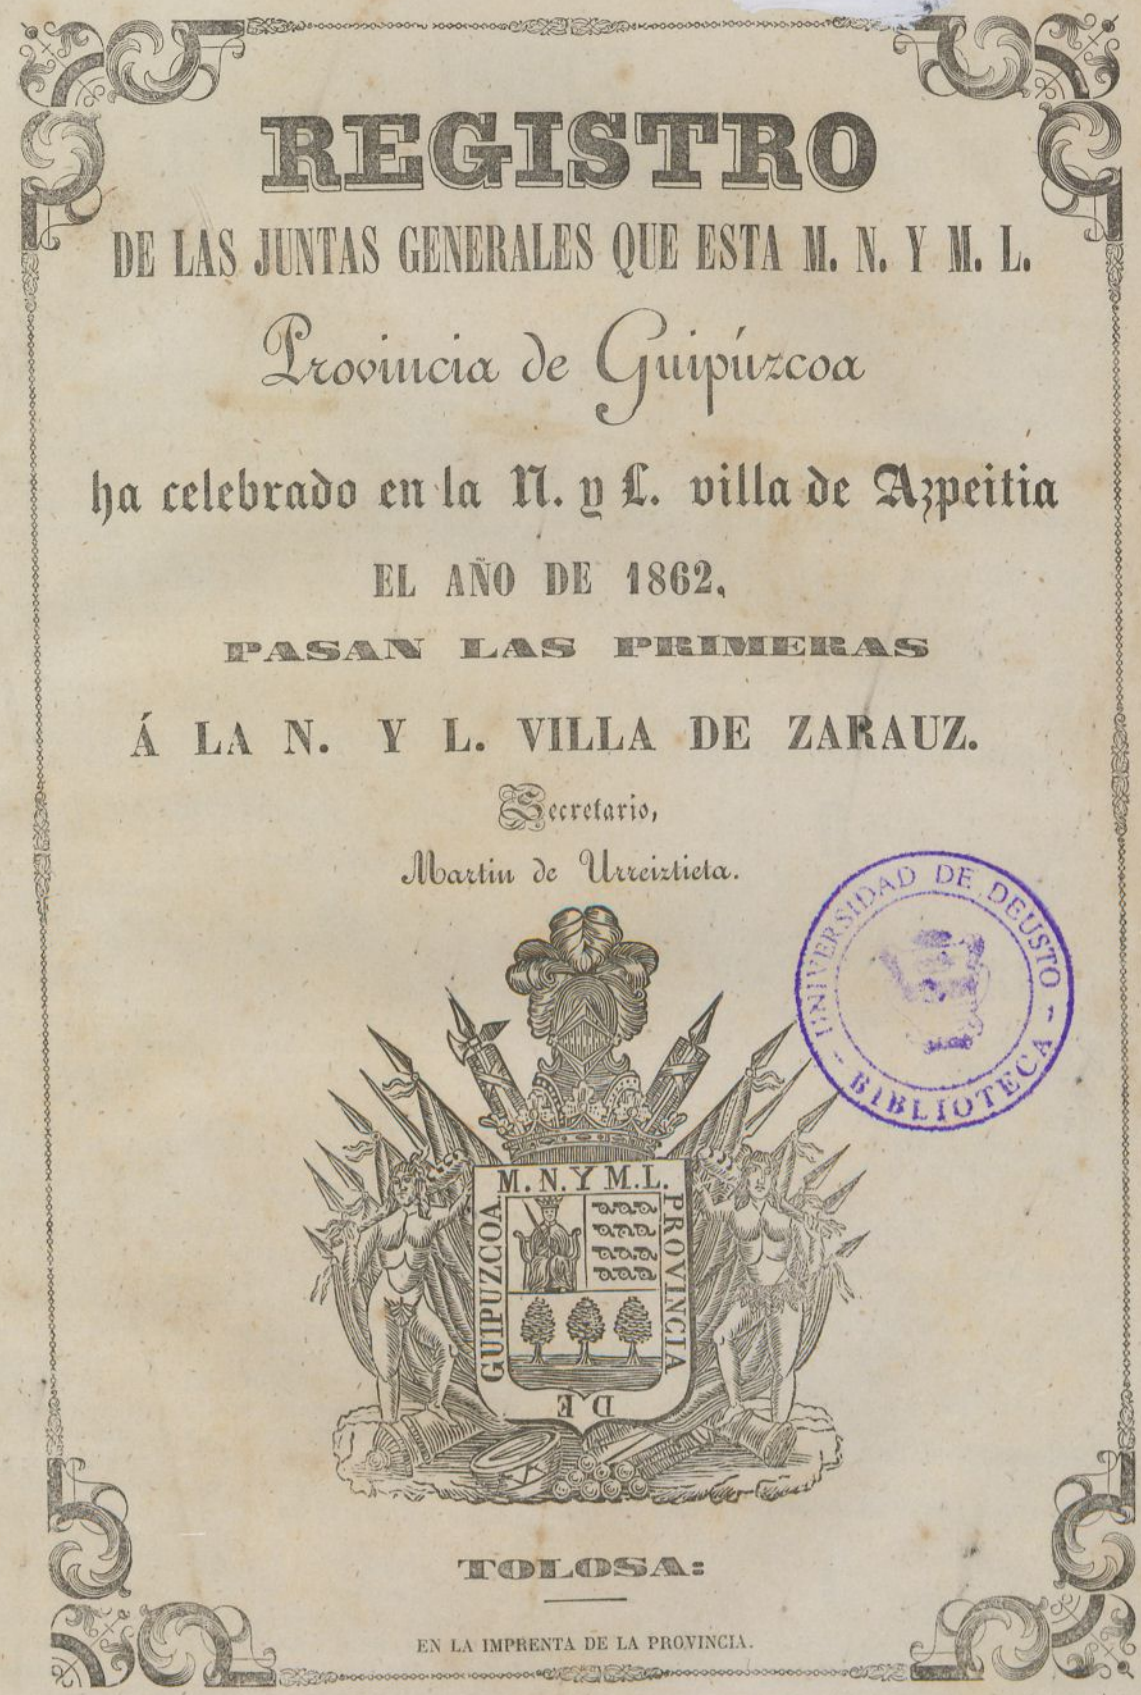 REGISTRO
DE LAS JUNTAS GENERALES QUE ESTA M. N. Y M. L.
Provincia de Guipúzcoa
ha celebrado en la N. y L. villa de Azpeitia
EL AÑO DE 1862,
PASAN LAS PRIMERAS
Á LA N. Y L. VILLA DE ZARAUZ.
Secretario,
Martin de Urreiztieta.
UNIVERSIDAD DE DEUSTO
- BIBLIOTECA -
M. N. Y M. L.
PROVINCIA
DE
GUIPUZCOA
TOLOSA:
EN LA IMPRENTA DE LA PROVINCIA.